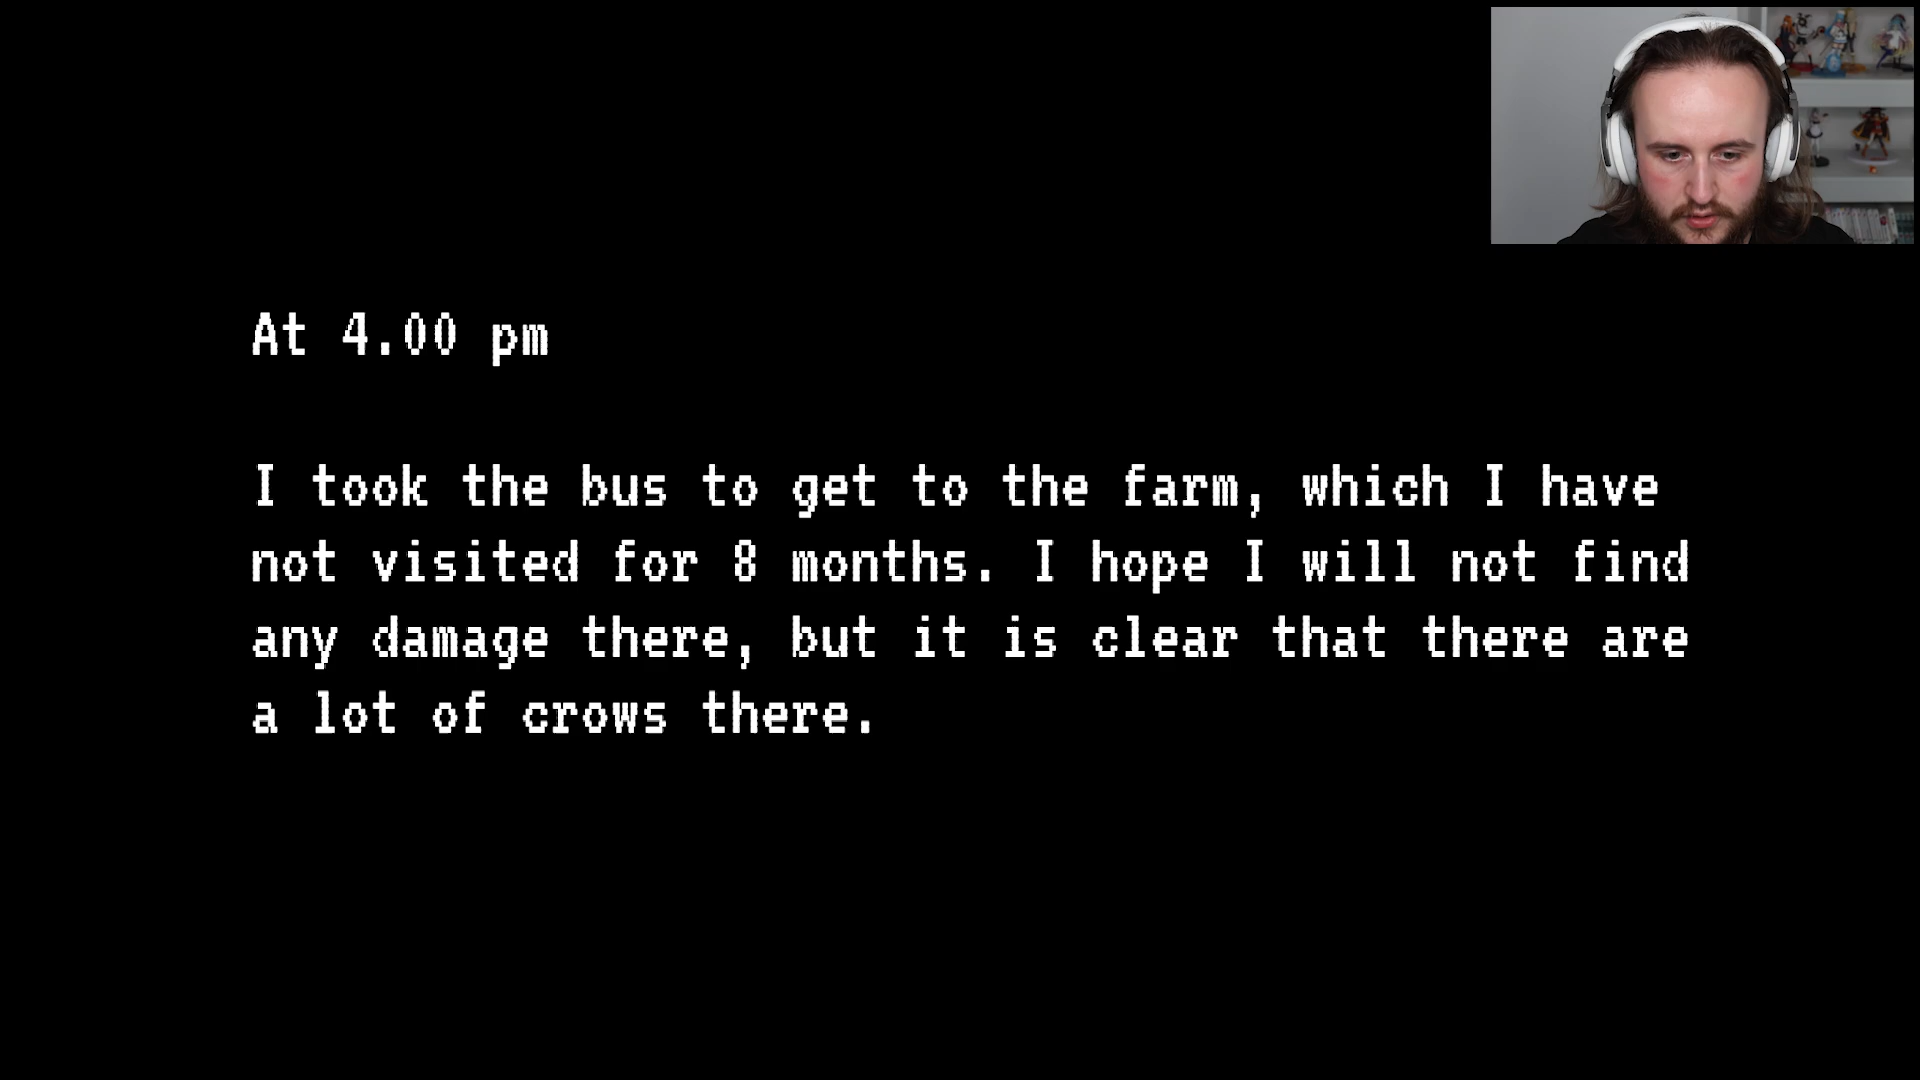 At 4.00 pm
I took the bus to get to the farm, which I have
not visited for 8 months. I hope I will not find
any damage there, but it is clear that there are
a lot of crows there.